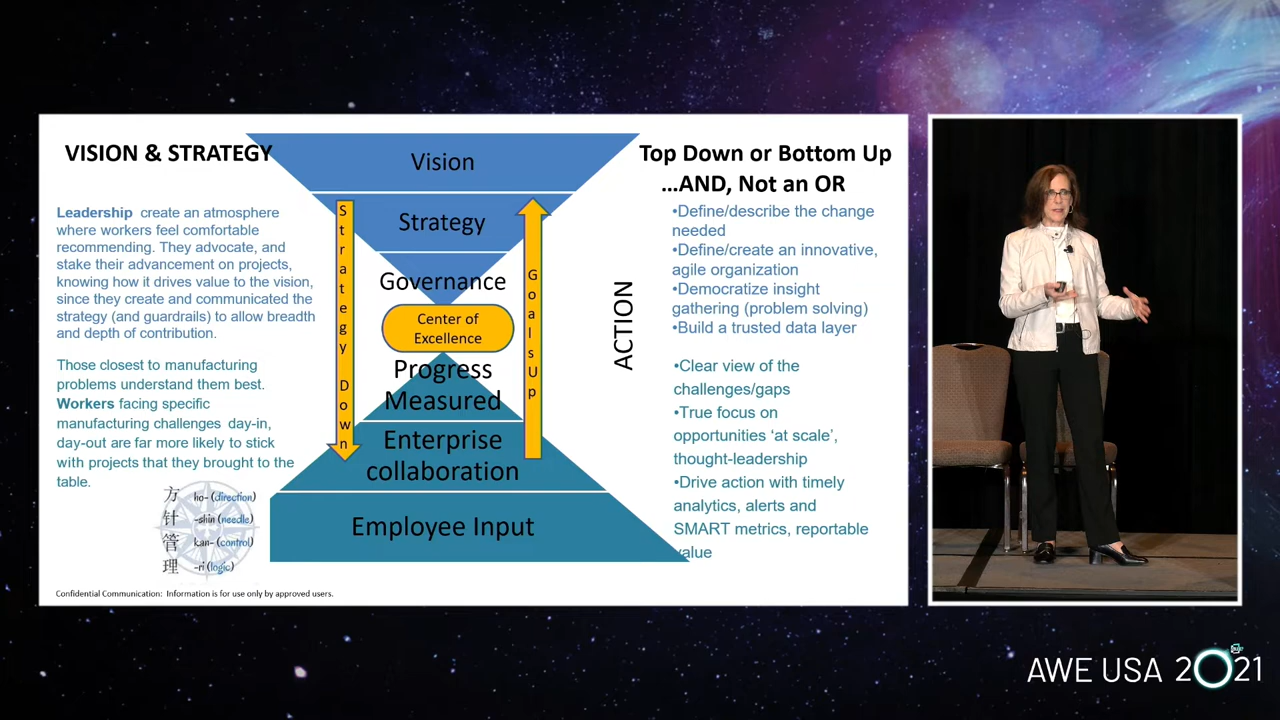 VISION & STRATEGY
Leadership create an atmosphere
where workers feel comfortable
recommending. They advocate, and
stake their advancement on projects,
knowing how it drives value to the vision,
since they create and communicated the
strategy (and guardrails) to allow breadth
and depth of contribution.
Those closest to manufacturing
problems understand them best.
Workers facing specific
manufacturing challenges day-in,
day-out are far more likely to stick
with projects that they brought to the
table.
方 ho- (direction)
针 -shin (needle)
管 kan- (control)
理 -ri (logic)
Confidential Communication: Information is for use only by approved users.
Vision
Strategy
Governance
Center of
Excellence
Progress
Measured
Enterprise
collaboration
Employee Input
Strategy Down
Goals Up
Top Down or Bottom Up
...AND, Not an OR
ACTION
•Define/describe the change
needed
•Define/create an innovative,
agile organization
•Democratize insight
gathering (problem solving)
•Build a trusted data layer
•Clear view of the
challenges/gaps
•True focus on
opportunities ‘at scale’,
thought-leadership
•Drive action with timely
analytics, alerts and
SMART metrics, reportable
value
AWE USA 2021